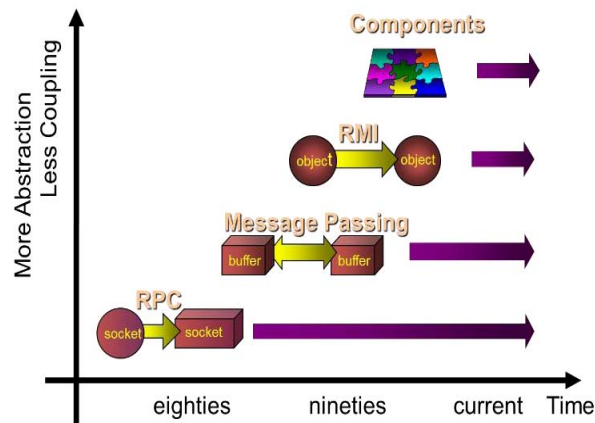 Components
RMI
object
object
Message Passing
buffer
buffer
RPC
socket
socket
More Abstraction
Less Coupling
eighties
nineties
current
Time